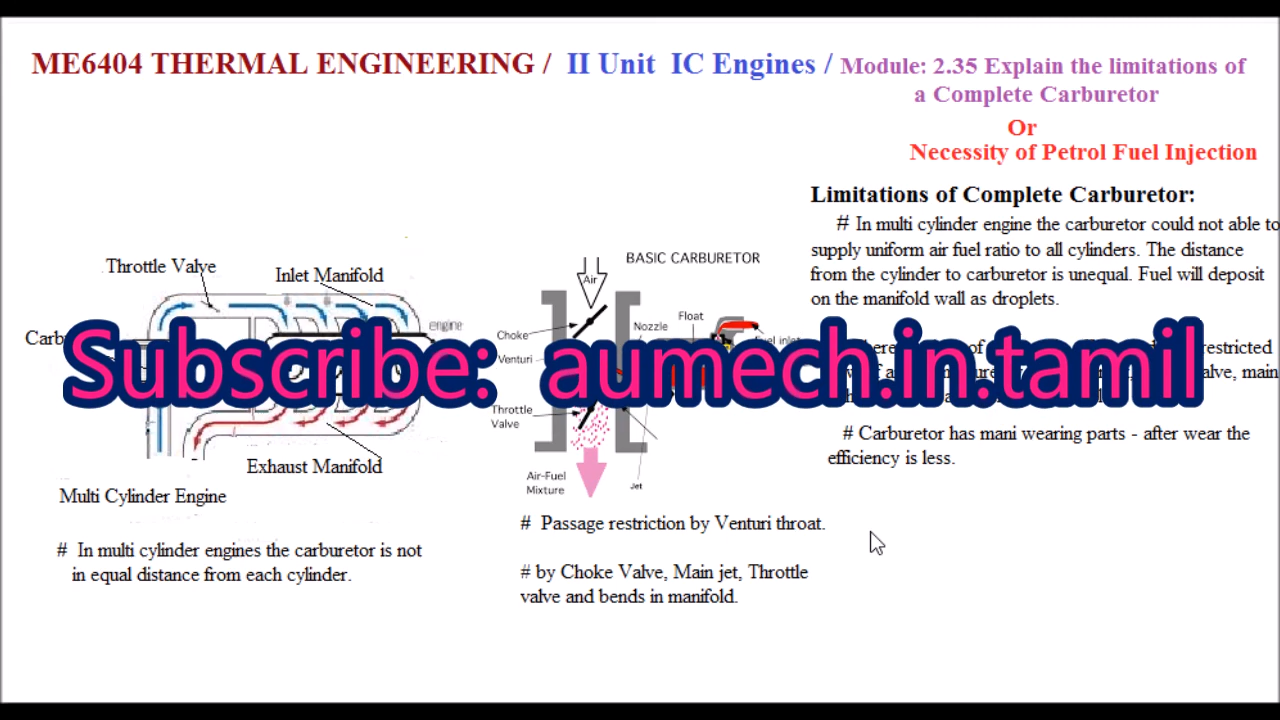 ME6404 THERMAL ENGINEERING / II Unit IC Engines / Module: 2.35 Explain the limitations of
a Complete Carburetor
Or
Necessity of Petrol Fuel Injection
Limitations of Complete Carburetor:
# In multi cylinder engine the carburetor could not able to
supply uniform air fuel ratio to all cylinders. The distance
from the cylinder to carburetor is unequal. Fuel will deposit
on the manifold wall as droplets.
restricted
main
# Carburetor has mani wearing parts - after wear the
efficiency is less.
Throttle Valve
Inlet Manifold
engine
Exhaust Manifold
Multi Cylinder Engine
# In multi cylinder engines the carburetor is not
in equal distance from each cylinder.
BASIC CARBURETOR
Air
Choke
Venturi
Nozzle
Float
Throttle
Valve
Air-Fuel
Mixture
Jet
# Passage restriction by Venturi throat.
# by Choke Valve, Main jet, Throttle
valve and bends in manifold.
Subscribe: aumech.in.tamil